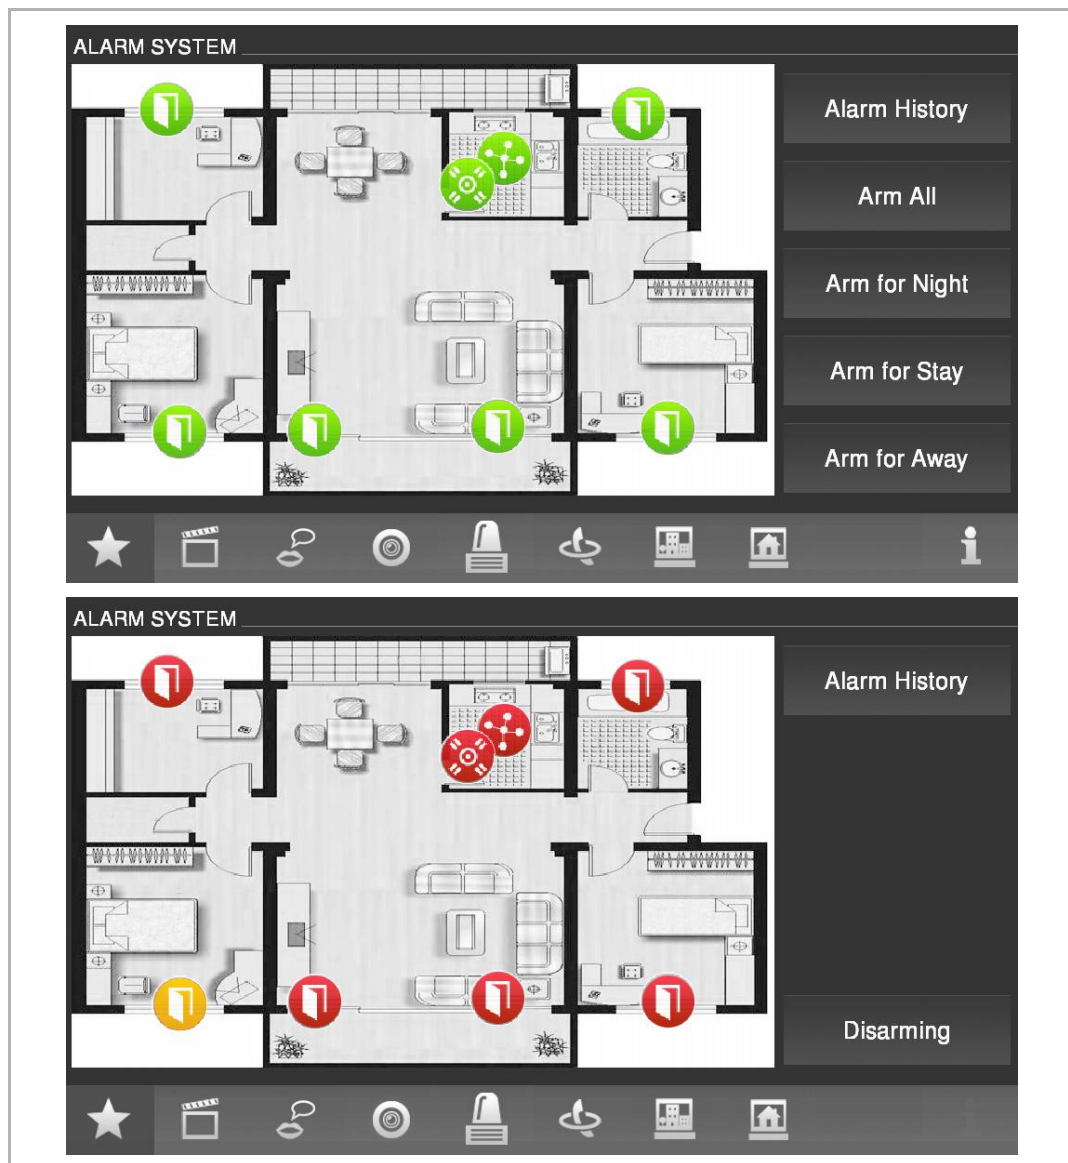 ALARM SYSTEM
Alarm History
Arm All
Arm for Night
Arm for Stay
Arm for Away
ALARM SYSTEM
Alarm History
Disarming